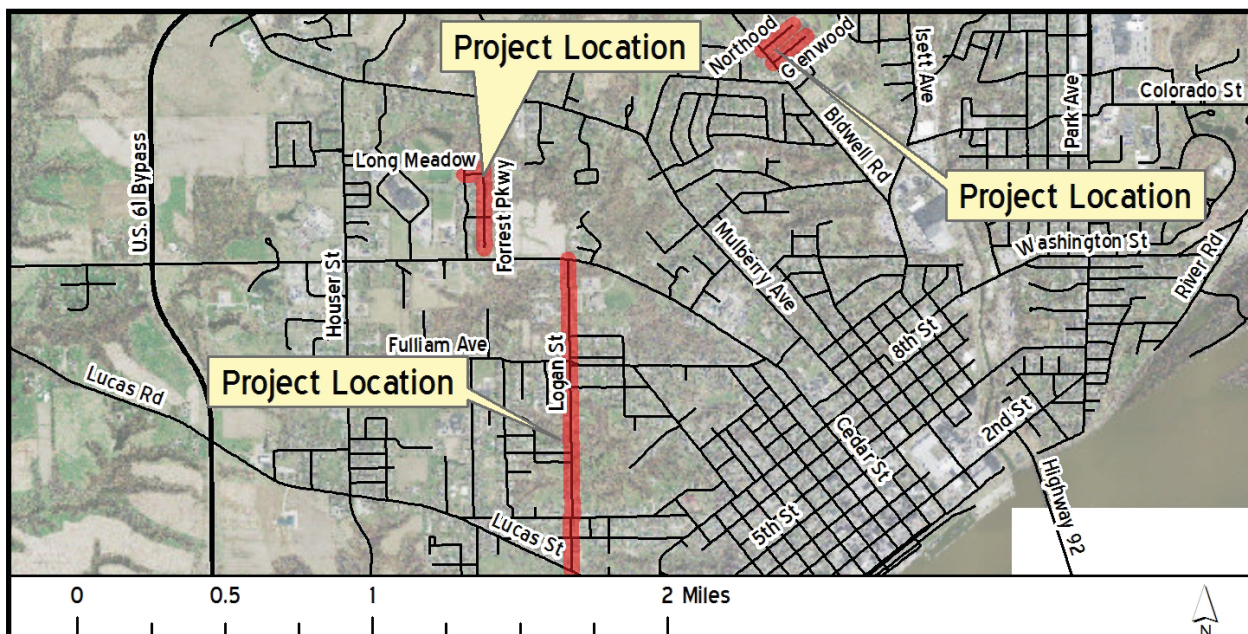 Northood
Glenwood
Isett Ave
Project Location
Park Ave
Colorado St
Bidwell Rd
Long Meadow
Forrest Pkwy
U.S. 61 Bypass
Project Location
Mulberry Ave
Washington St
River Rd
Houser St
Fulliam Ave
8th St
Logan St
Project Location
Lucas Rd
Cedar St
2nd St
Highway 92
5th St
Lucas St
0 0.5 1 2 Miles
N